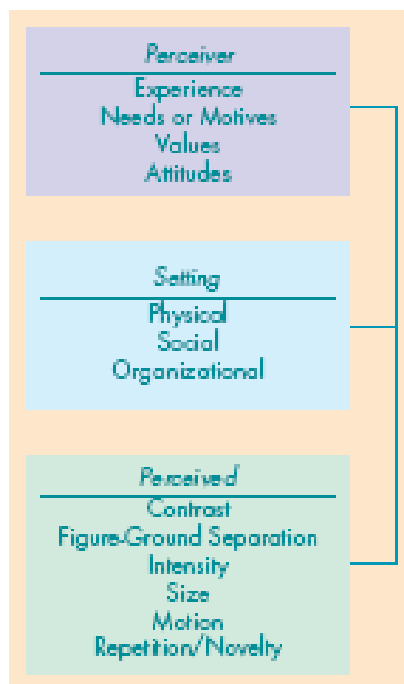 Perceiver
Experience
Needs or Motives
Values
Attitudes
Setting
Physical
Social
Organizational
Perceived
Contrast
Figure-Ground Separation
Intensity
Size
Motion
Repetition/Novelty